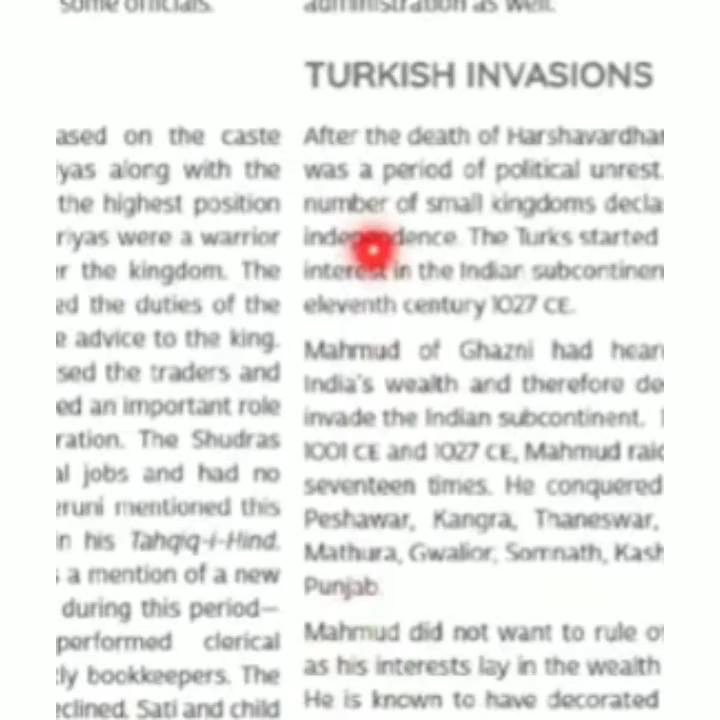 some officials.
ased on the caste
yas along with the
the highest position
riyas were a warrior
r the kingdom. The
ed the duties of the
e advice to the king.
sed the traders and
ed an important role
ration. The Shudras
al jobs and had no
eruni mentioned this
in his Tahqiq-i-Hind.
s a mention of a new
during this period—
performed clerical
tly bookkeepers. The
eclined. Sati and child
administration as well.
TURKISH INVASIONS
After the death of Harshavardhan
was a period of political unrest.
number of small kingdoms decla
independence. The Turks started
interest in the Indian subcontinen
eleventh century 1027 CE.
Mahmud of Ghazni had hear
India's wealth and therefore de
invade the Indian subcontinent.
1001 CE and 1027 CE, Mahmud raid
seventeen times. He conquered
Peshawar, Kangra, Thaneswar,
Mathura, Gwalior, Somnath, Kash
Punjab.
Mahmud did not want to rule o
as his interests lay in the wealth
He is known to have decorated